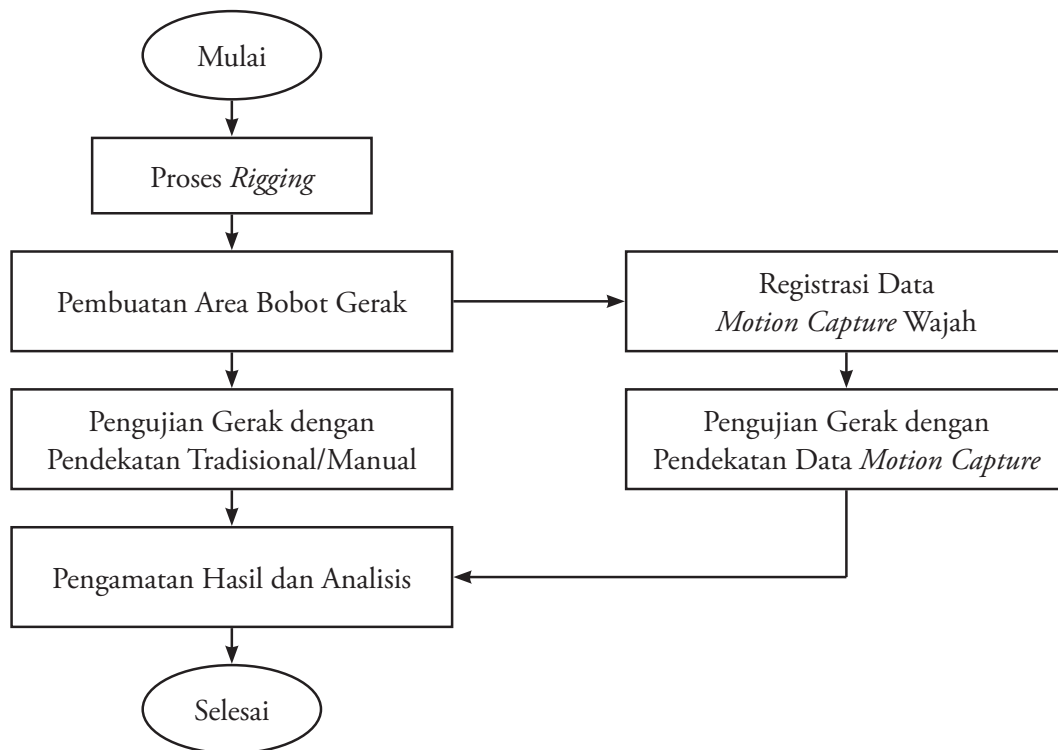 Mulai
Proses Rigging
Pembuatan Area Bobot Gerak
Registrasi Data
Motion Capture Wajah
Pengujian Gerak dengan
Pendekatan Tradisional/Manual
Pengujian Gerak dengan
Pendekatan Data Motion Capture
Pengamatan Hasil dan Analisis
Selesai